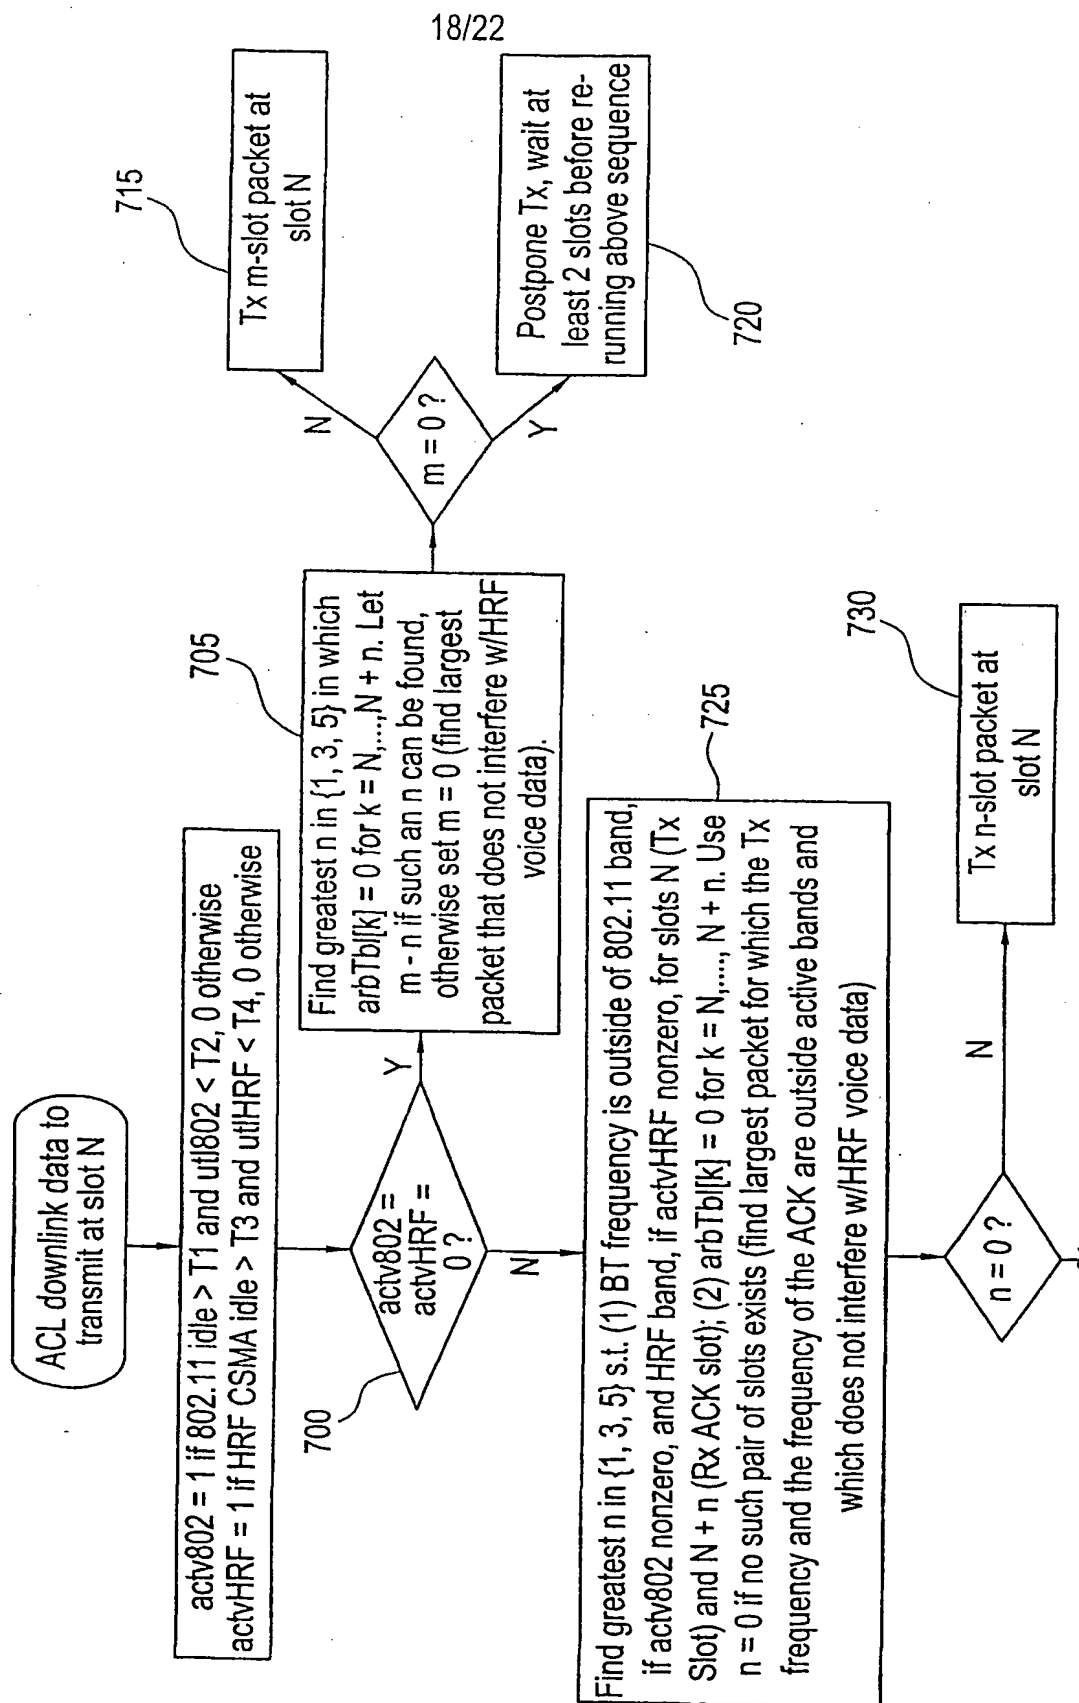 18/22
ACL downlink data to
transmit at slot N
actv802 = 1 if 802.11 idle > T1 and utl802 < T2, 0 otherwise
actvHRF = 1 if HRF CSMA idle > T3 and utlHRF < T4, 0 otherwise
700
actv802 =
actvHRF =
0 ?
Y
N
705
Find greatest n in {1, 3, 5} in which
arbTbl[k] = 0 for k = N,...,N + n. Let
m - n if such an n can be found,
otherwise set m = 0 (find largest
packet that does not interfere w/HRF
voice data).
m = 0 ?
N
Y
715
Tx m-slot packet at
slot N
Postpone Tx, wait at
least 2 slots before re-
running above sequence
720
725
Find greatest n in {1, 3, 5} s.t. (1) BT frequency is outside of 802.11 band,
if actv802 nonzero, and HRF band, if actvHRF nonzero, for slots N (Tx
Slot) and N + n (Rx ACK slot); (2) arbTbl[k] = 0 for k = N,...., N + n. Use
n = 0 if no such pair of slots exists (find largest packet for which the Tx
frequency and the frequency of the ACK are outside active bands and
which does not interfere w/HRF voice data)
n = 0 ?
N
730
Tx n-slot packet at
slot N